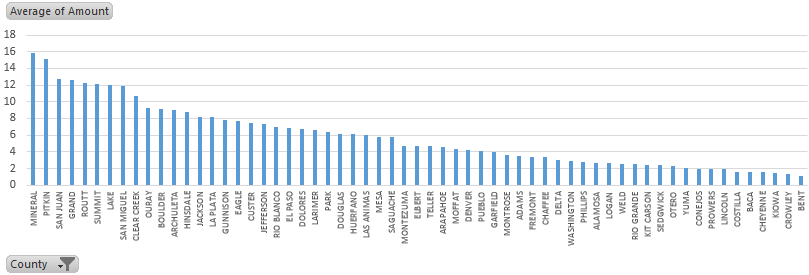 Average of Amount
18
16
14
12
10
8
6
4
2
0
MINERAL
PITKIN
SAN JUAN
GRAND
ROUTT
SUMMIT
LAKE
SAN MIGUEL
CLEAR CREEK
OURAY
BOULDER
ARCHULETA
HINSDALE
JACKSON
LA PLATA
GUNNISON
EAGLE
CUSTER
JEFFERSON
RIO BLANCO
EL PASO
DOLORES
LARIMER
PARK
DOUGLAS
HUERFANO
LAS ANIMAS
MESA
SAGUACHE
MONTEZUMA
ELBERT
TELLER
ARAPAHOE
MOFFAT
DENVER
PUEBLO
GARFIELD
MONTROSE
ADAMS
FREMONT
CHAFFEE
DELTA
WASHINGTON
PHILLIPS
ALAMOSA
LOGAN
WELD
RIO GRANDE
KIT CARSON
SEDGWICK
OTERO
YUMA
CONEJOS
PROWERS
LINCOLN
COSTILLA
BACA
CHEYENNE
KIOWA
CROWLEY
BENT
County